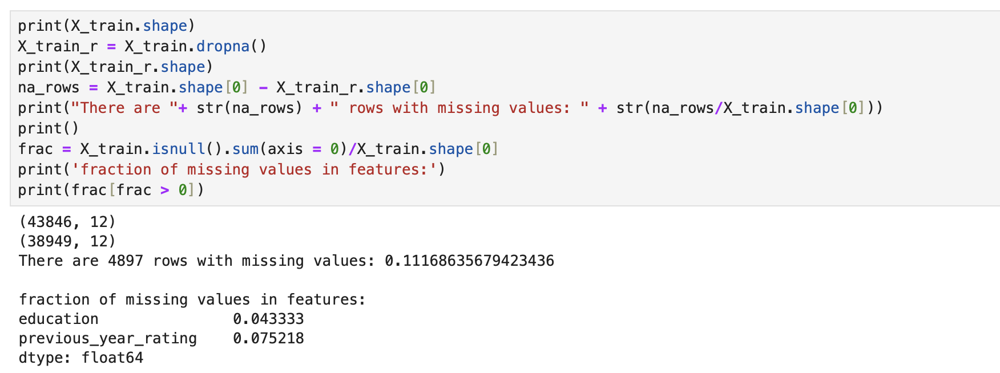 print(X_train.shape)
X_train_r = X_train.dropna()
print(X_train_r.shape)
na_rows = X_train.shape[0] - X_train_r.shape[0]
print("There are "+ str(na_rows) + " rows with missing values: " + str(na_rows/X_train.shape[0]))
print()
frac = X_train.isnull().sum(axis = 0)/X_train.shape[0]
print('fraction of missing values in features:')
print(frac[frac > 0])
(43846, 12)
(38949, 12)
There are 4897 rows with missing values: 0.11168635679423436
fraction of missing values in features:
education               0.043333
previous_year_rating    0.075218
dtype: float64